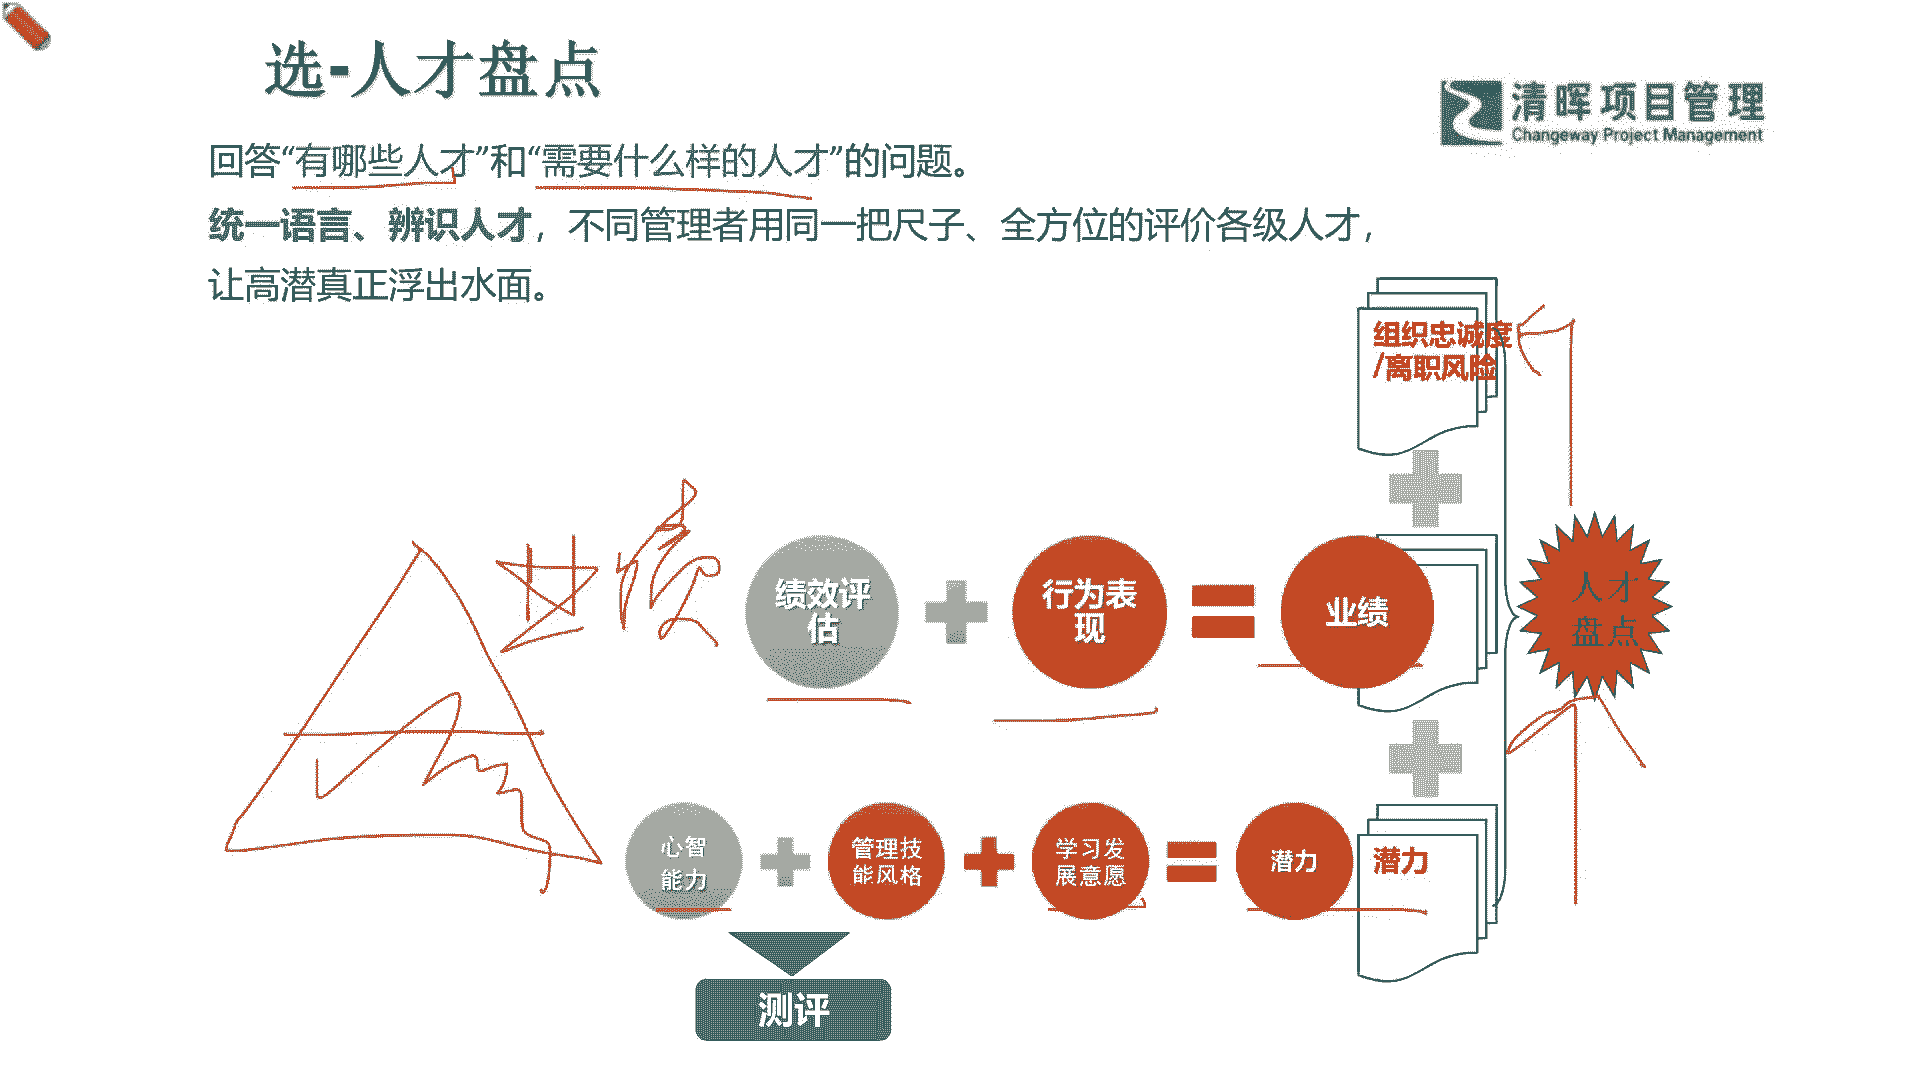 选-人才盘点
清晖项目管理
Changeway Project Management
回答“有哪些人才”和“需要什么样的人才”的问题。
统一语言、辨识人才，不同管理者用同一把尺子、全方位的评价各级人才，
让高潜真正浮出水面。
组织忠诚度
/离职风险
业绩
绩效评
估
行为表
现
业绩
人才
盘点
心智
能力
管理技
能风格
学习发
展意愿
潜力
潜力
测评